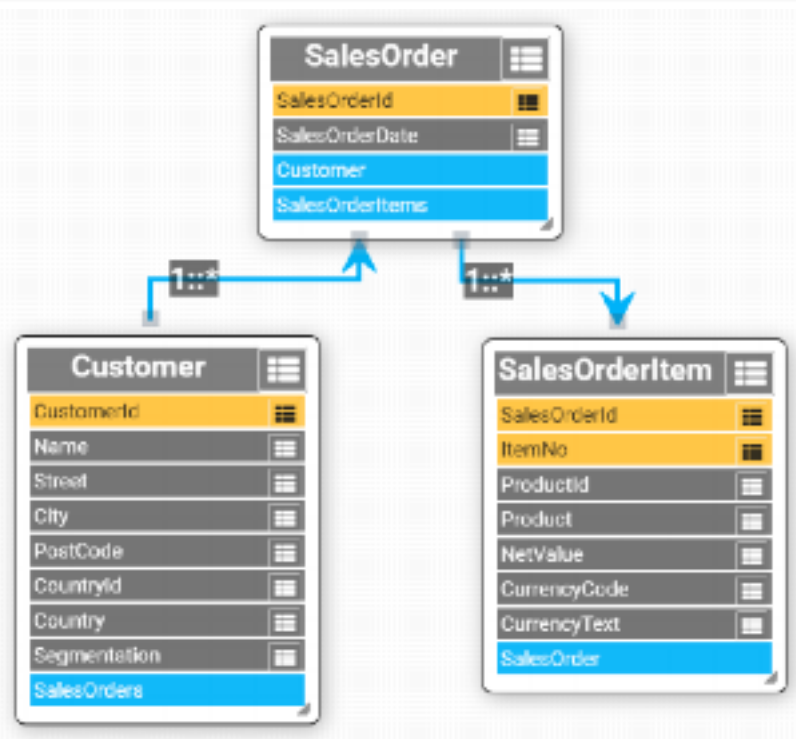 SalesOrder
SalesOrderId
SalesOrderDate
Customer
SalesOrderItems
1::*
1::*
Customer
CustomerId
Name
Street
City
PostCode
CountryId
Country
Segmentation
SalesOrders
SalesOrderItem
SalesOrderId
ItemNo
ProductId
Product
NetValue
CurrencyCode
CurrencyText
SalesOrder